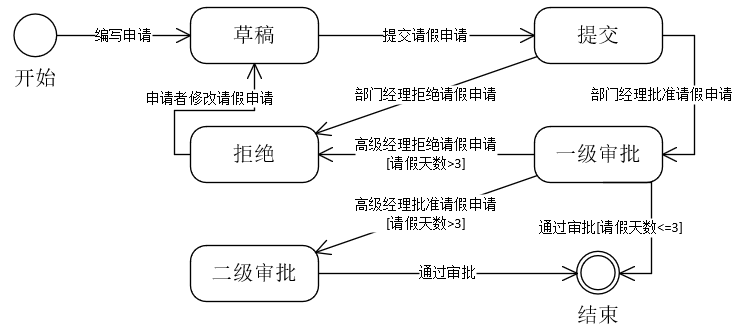 编写申请
草稿
提交请假申请
提交
开始
申请者修改请假申请
部门经理拒绝请假申请
部门经理批准请假申请
拒绝
高级经理拒绝请假申请
[请假天数>3]
一级审批
高级经理批准请假申请
[请假天数>3]
通过审批[请假天数<=3]
二级审批
通过审批
结束